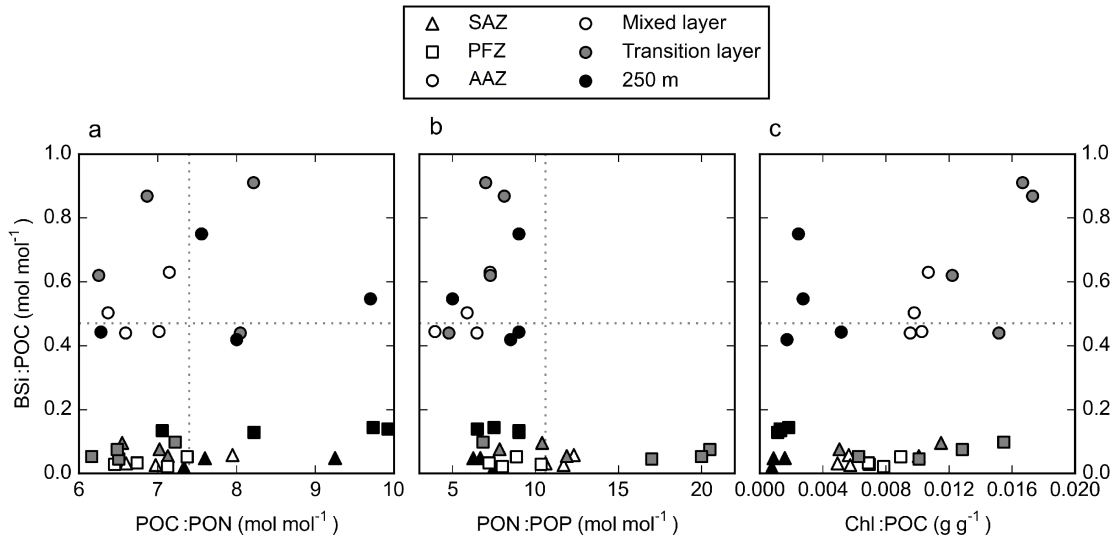 SAZ Mixed layer
PFZ Transition layer
AAZ 250 m
a b c
1.0 1.0
0.8 0.8
0.6 0.6
0.4 0.4
0.2 0.2
0.0 0.0
6 7 8 9 10 5 10 15 20 0.000 0.004 0.008 0.012 0.016 0.020
BSi:POC (mol mol⁻¹)
POC:PON (mol mol⁻¹) PON:POP (mol mol⁻¹) Chl:POC (g g⁻¹)